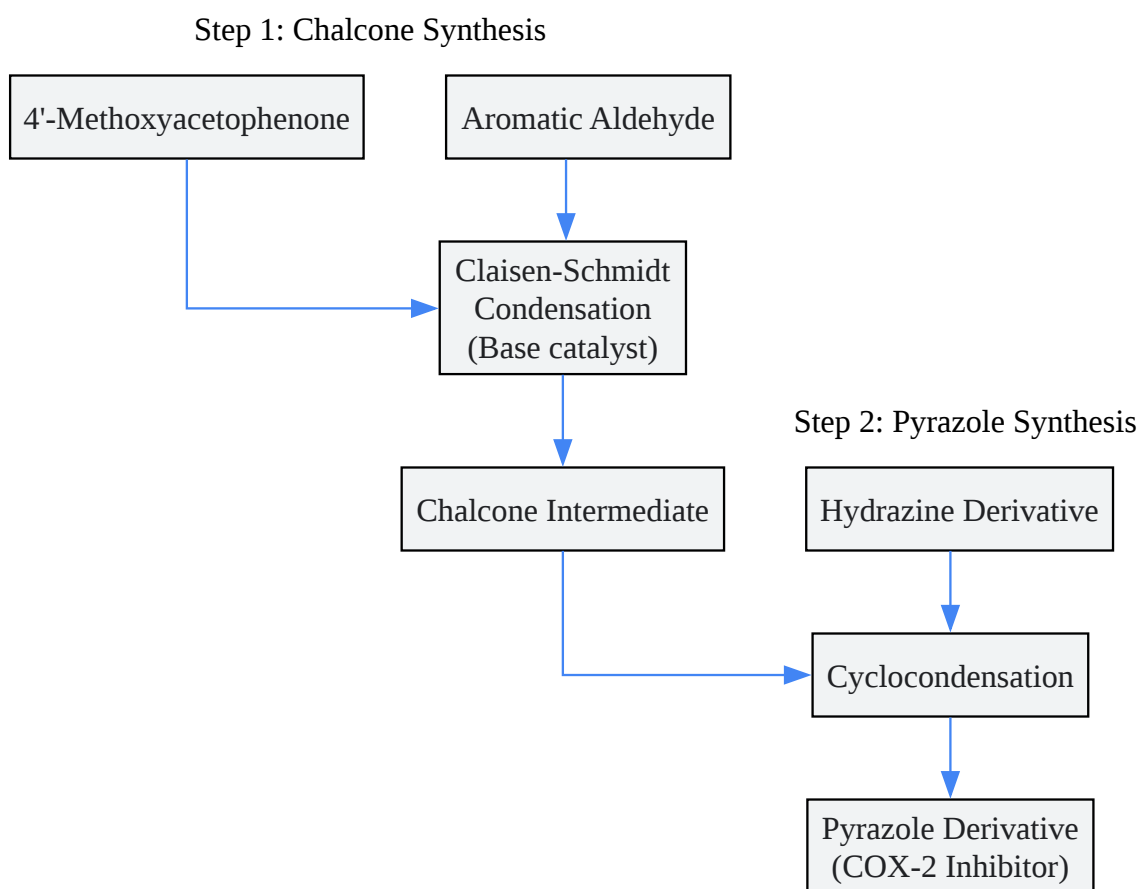 Step 1: Chalcone Synthesis
4'-Methoxyacetophenone
Aromatic Aldehyde
Claisen-Schmidt
Condensation
(Base catalyst)
Step 2: Pyrazole Synthesis
Chalcone Intermediate
Hydrazine Derivative
Cyclocondensation
Pyrazole Derivative
(COX-2 Inhibitor)